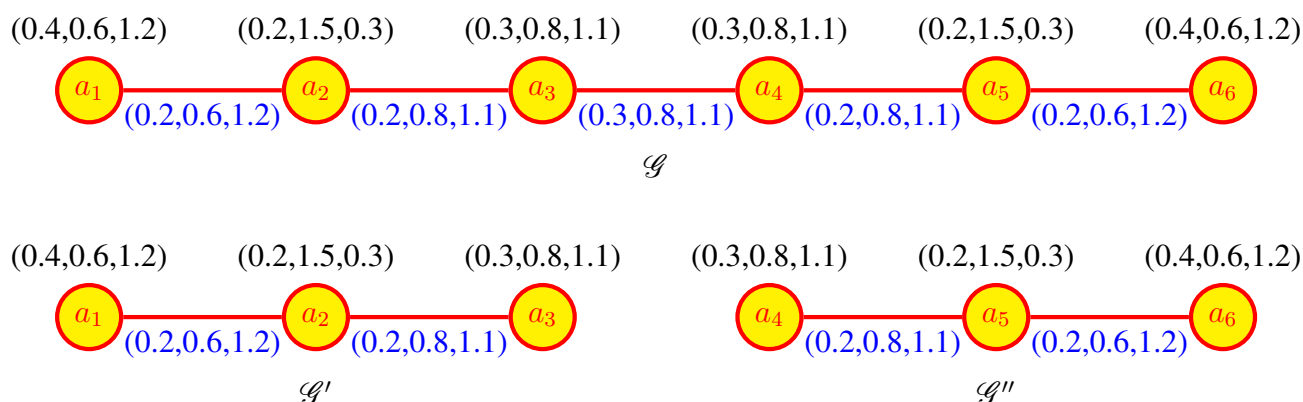 (0.4,0.6,1.2) (0.2,1.5,0.3) (0.3,0.8,1.1) (0.3,0.8,1.1) (0.2,1.5,0.3) (0.4,0.6,1.2)
a₁ a₂ a₃ a₄ a₅ a₆
(0.2,0.6,1.2) (0.2,0.8,1.1) (0.3,0.8,1.1) (0.2,0.8,1.1) (0.2,0.6,1.2)
𝒢
(0.4,0.6,1.2) (0.2,1.5,0.3) (0.3,0.8,1.1) (0.3,0.8,1.1) (0.2,1.5,0.3) (0.4,0.6,1.2)
a₁ a₂ a₃ a₄ a₅ a₆
(0.2,0.6,1.2) (0.2,0.8,1.1) (0.2,0.8,1.1) (0.2,0.6,1.2)
𝒢′ 𝒢″